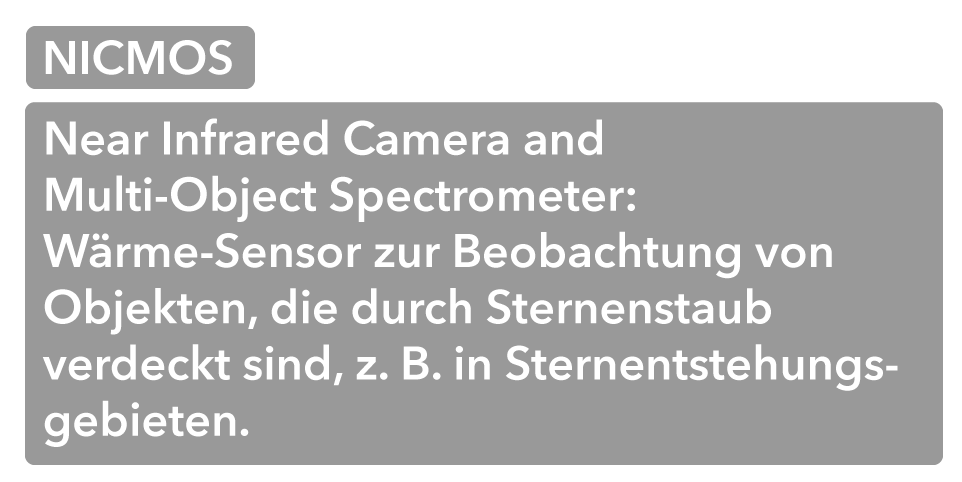 NICMOS
Near Infrared Camera and
Multi-Object Spectrometer:
Wärme-Sensor zur Beobachtung von
Objekten, die durch Sternenstaub
verdeckt sind, z. B. in Sternentstehungs-
gebieten.